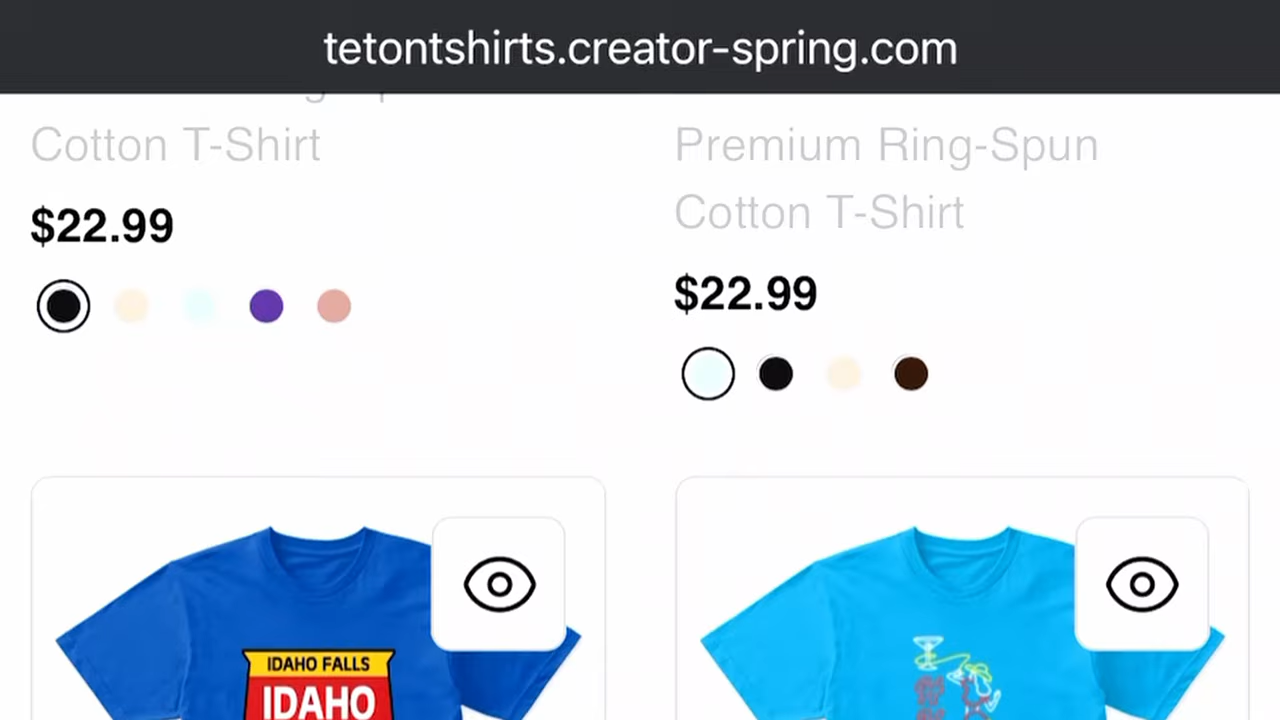 tetontshirts.creator-spring.com
Cotton T-Shirt
$22.99
Premium Ring-Spun
Cotton T-Shirt
$22.99
IDAHO FALLS
IDAHO